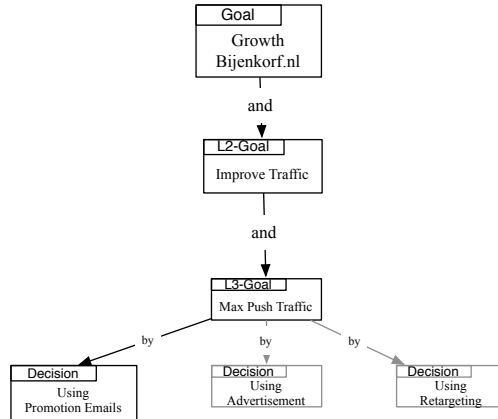 Goal
Growth
Bijenkorf.nl
and
L2-Goal
Improve Traffic
and
L3-Goal
Max Push Traffic
by
by
by
Decision
Using
Promotion Emails
Decision
Using
Advertisement
Decision
Using
Retargeting